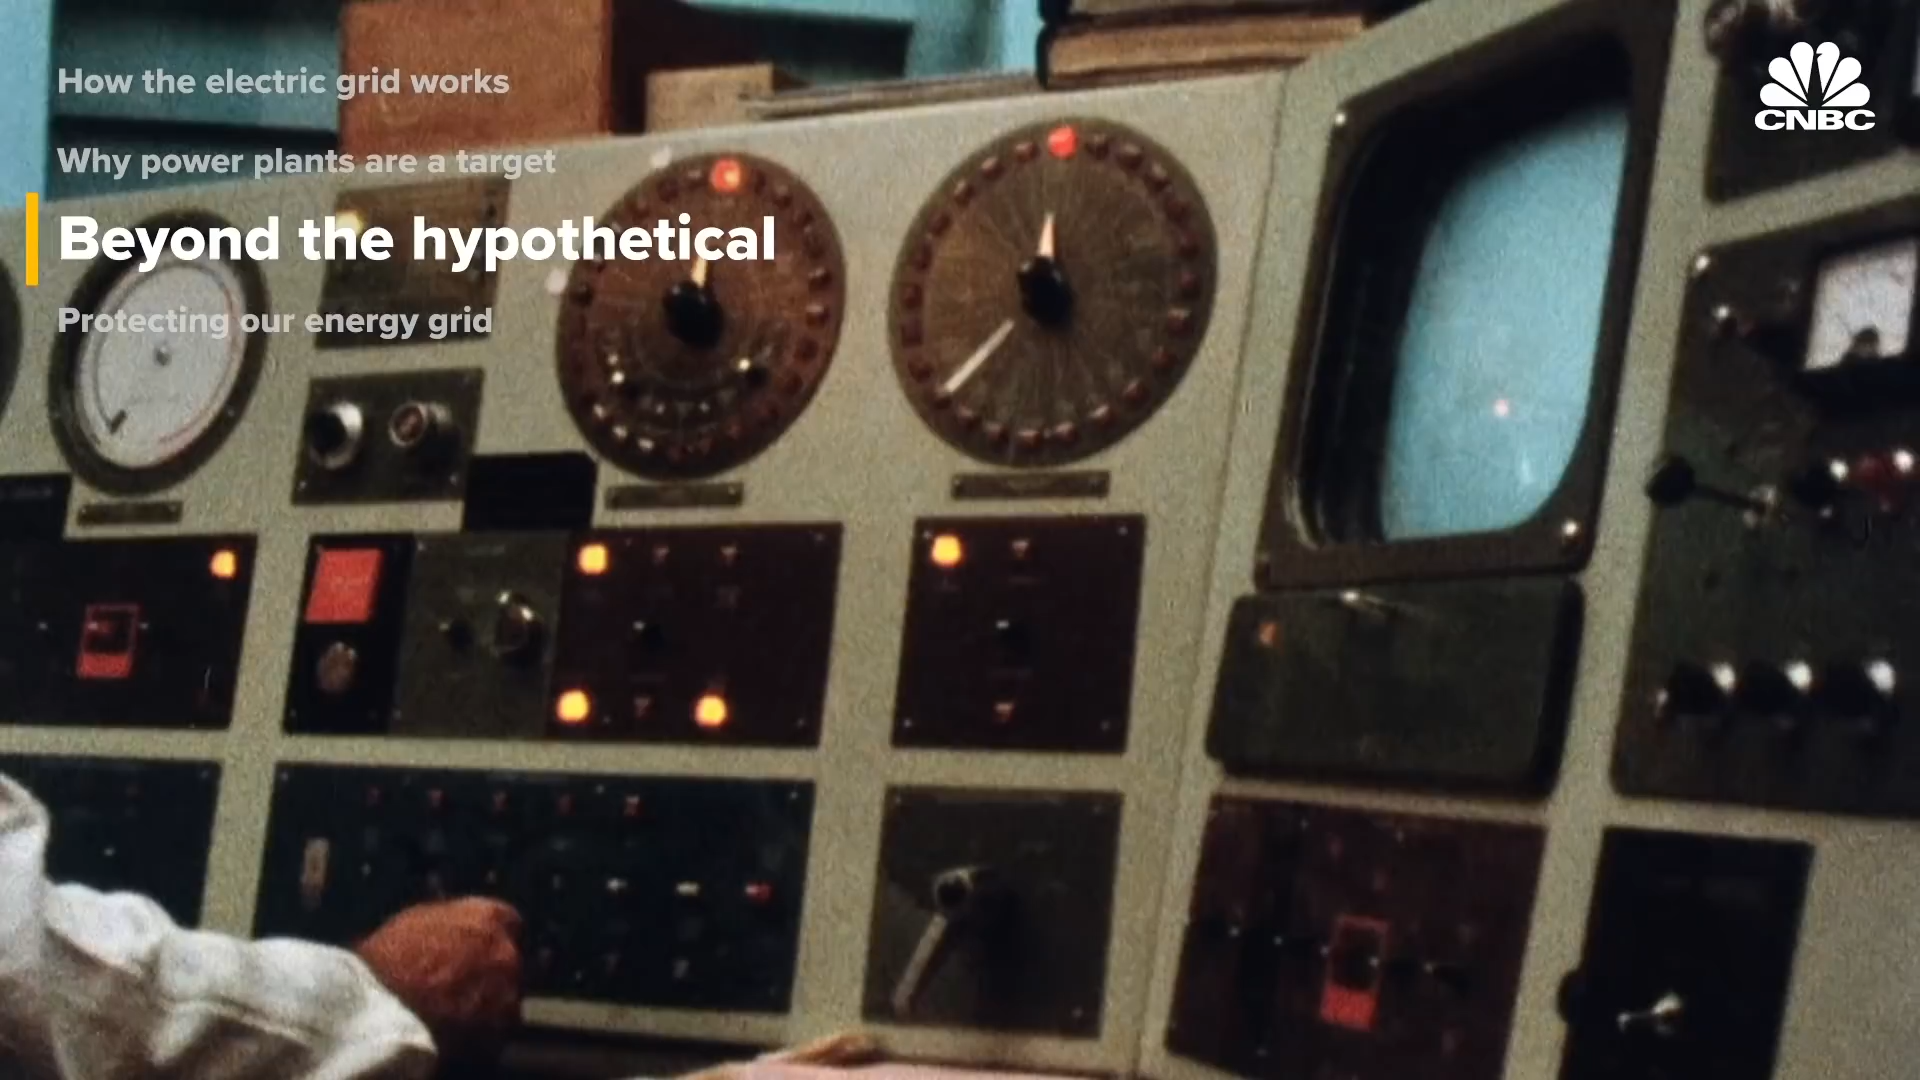 How the electric grid works
Why power plants are a target
Beyond the hypothetical
Protecting our energy grid
CNBC